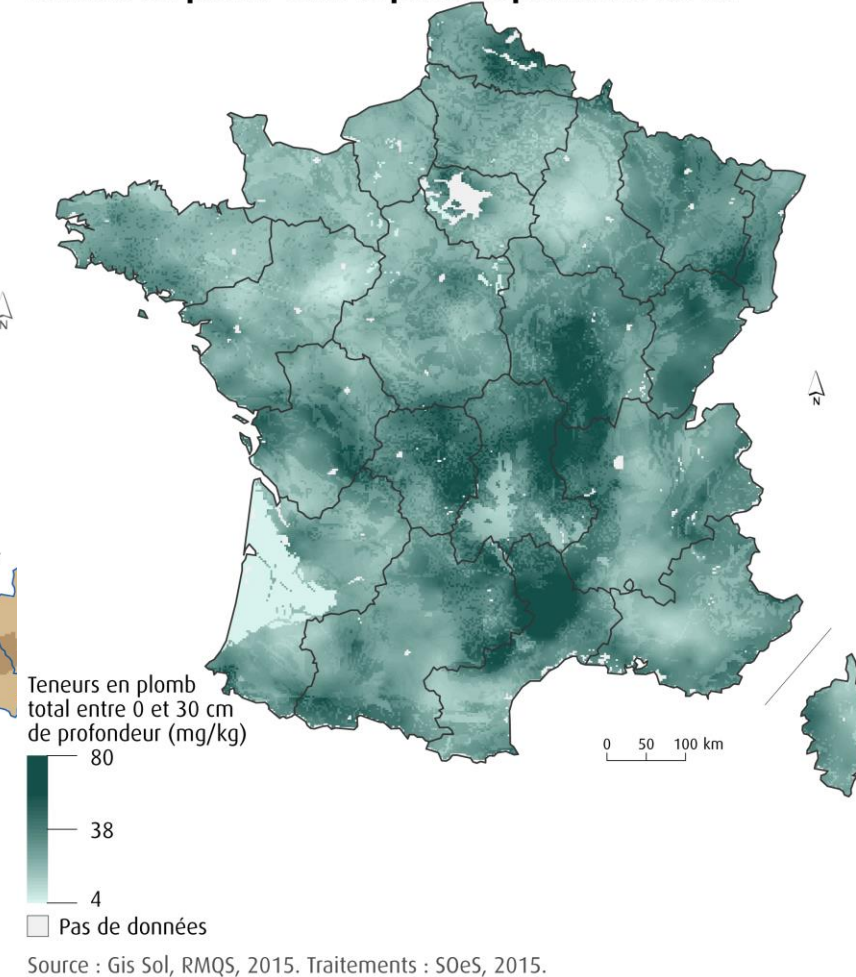 N
N
Teneurs en plomb
total entre 0 et 30 cm
de profondeur (mg/kg)
80
38
4
Pas de données
0 50 100 km
Source : Gis Sol, RMQS, 2015. Traitements : SOeS, 2015.